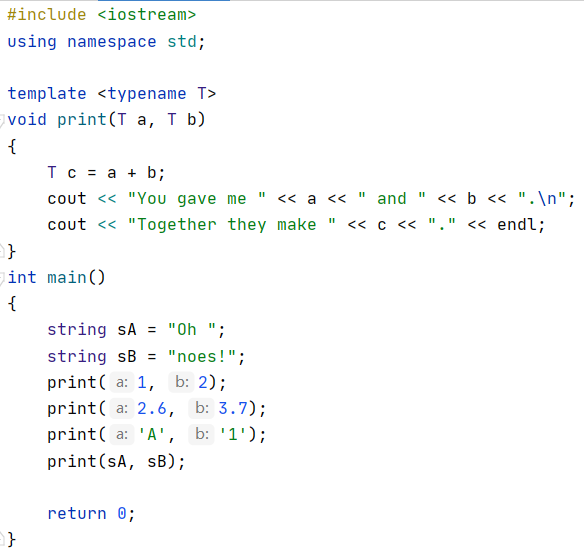 #include <iostream>
using namespace std;
template <typename T>
void print(T a, T b)
{
    T c = a + b;
    cout << "You gave me " << a << " and " << b << ".\n";
    cout << "Together they make " << c << "." << endl;
}
int main()
{
    string sA = "Oh ";
    string sB = "noes!";
    print( a: 1, b: 2);
    print( a: 2.6, b: 3.7);
    print( a: 'A', b: '1');
    print(sA, sB);
    return 0;
}